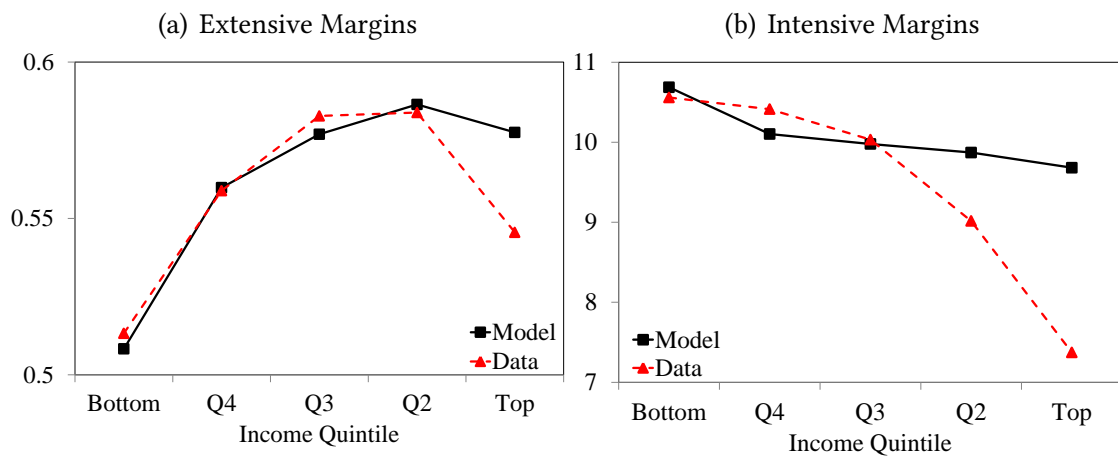 (a) Extensive Margins
0.6
0.55
0.5
Model
Data
Bottom Q4 Q3 Q2 Top
Income Quintile
(b) Intensive Margins
11
10
9
8
7
Model
Data
Bottom Q4 Q3 Q2 Top
Income Quintile